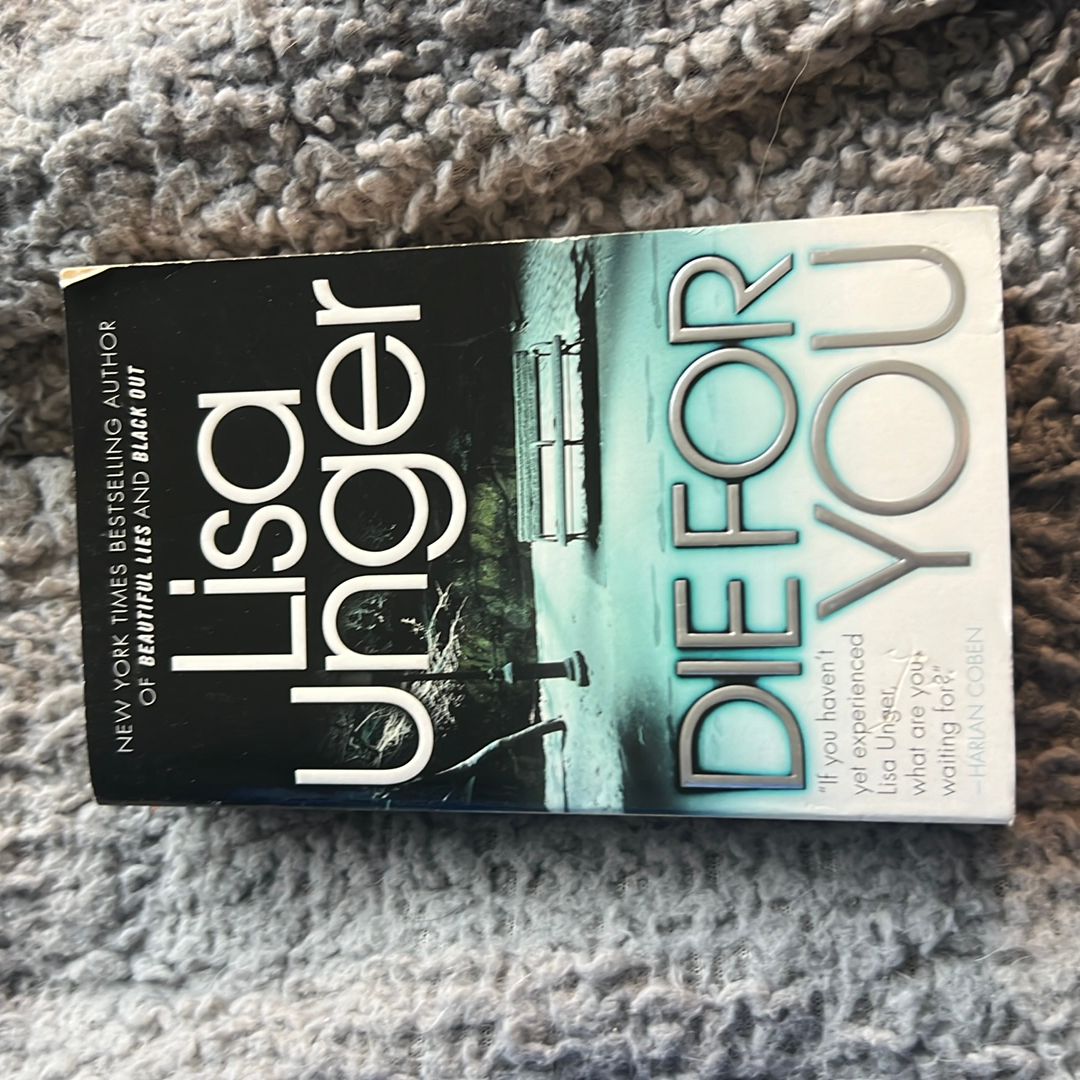 NEW YORK TIMES BESTSELLING AUTHOR
OF BEAUTIFUL LIES AND BLACK OUT
Lisa
unger
DIE FOR
YOU
"If you haven't
yet experienced
Lisa Unger,
what are you
waiting for?"
—HARLAN COBEN